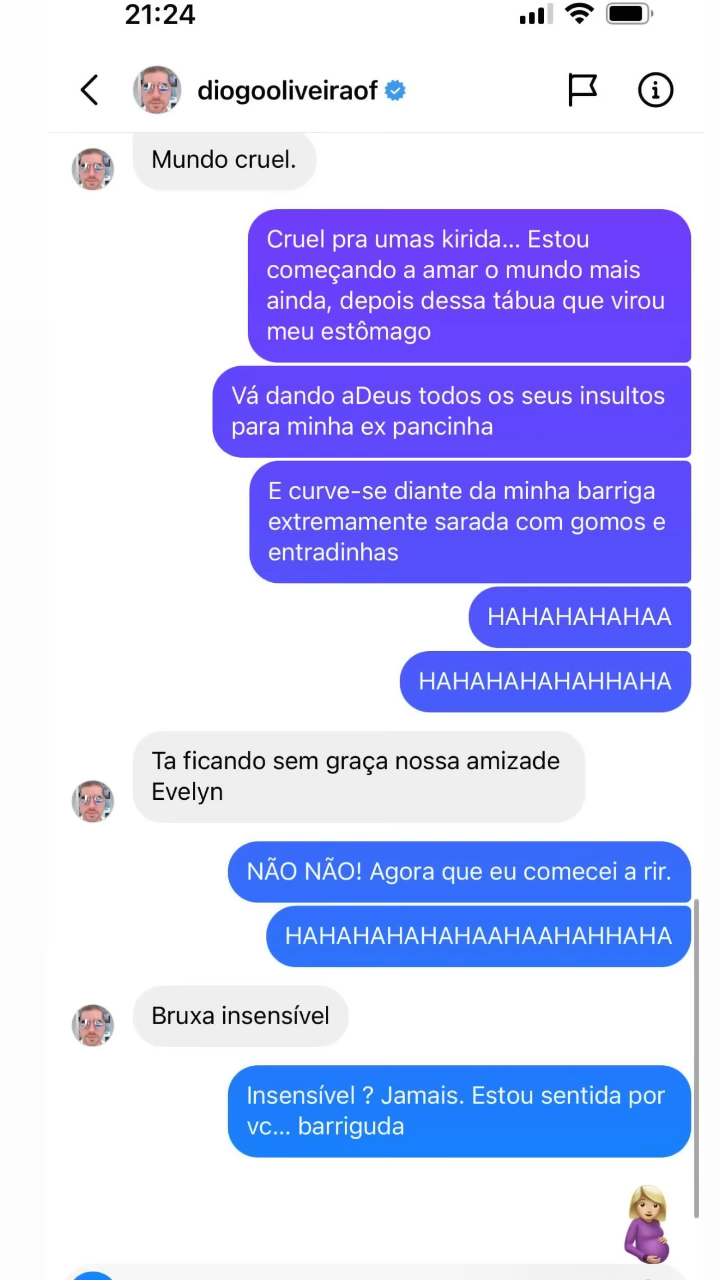 21:24
diogooliveiraof
Mundo cruel.
Cruel pra umas kirida... Estou
começando a amar o mundo mais
ainda, depois dessa tábua que virou
meu estômago
Vá dando aDeus todos os seus insultos
para minha ex pancinha
E curve-se diante da minha barriga
extremamente sarada com gomos e
entradinhas
HAHAHAHAHAA
HAHAHAHAHAHHAHA
Ta ficando sem graça nossa amizade
Evelyn
NÃO NÃO! Agora que eu comecei a rir.
HAHAHAHAHAHAAHAAHAHHAHA
Bruxa insensível
Insensível ? Jamais. Estou sentida por
vc... barriguda